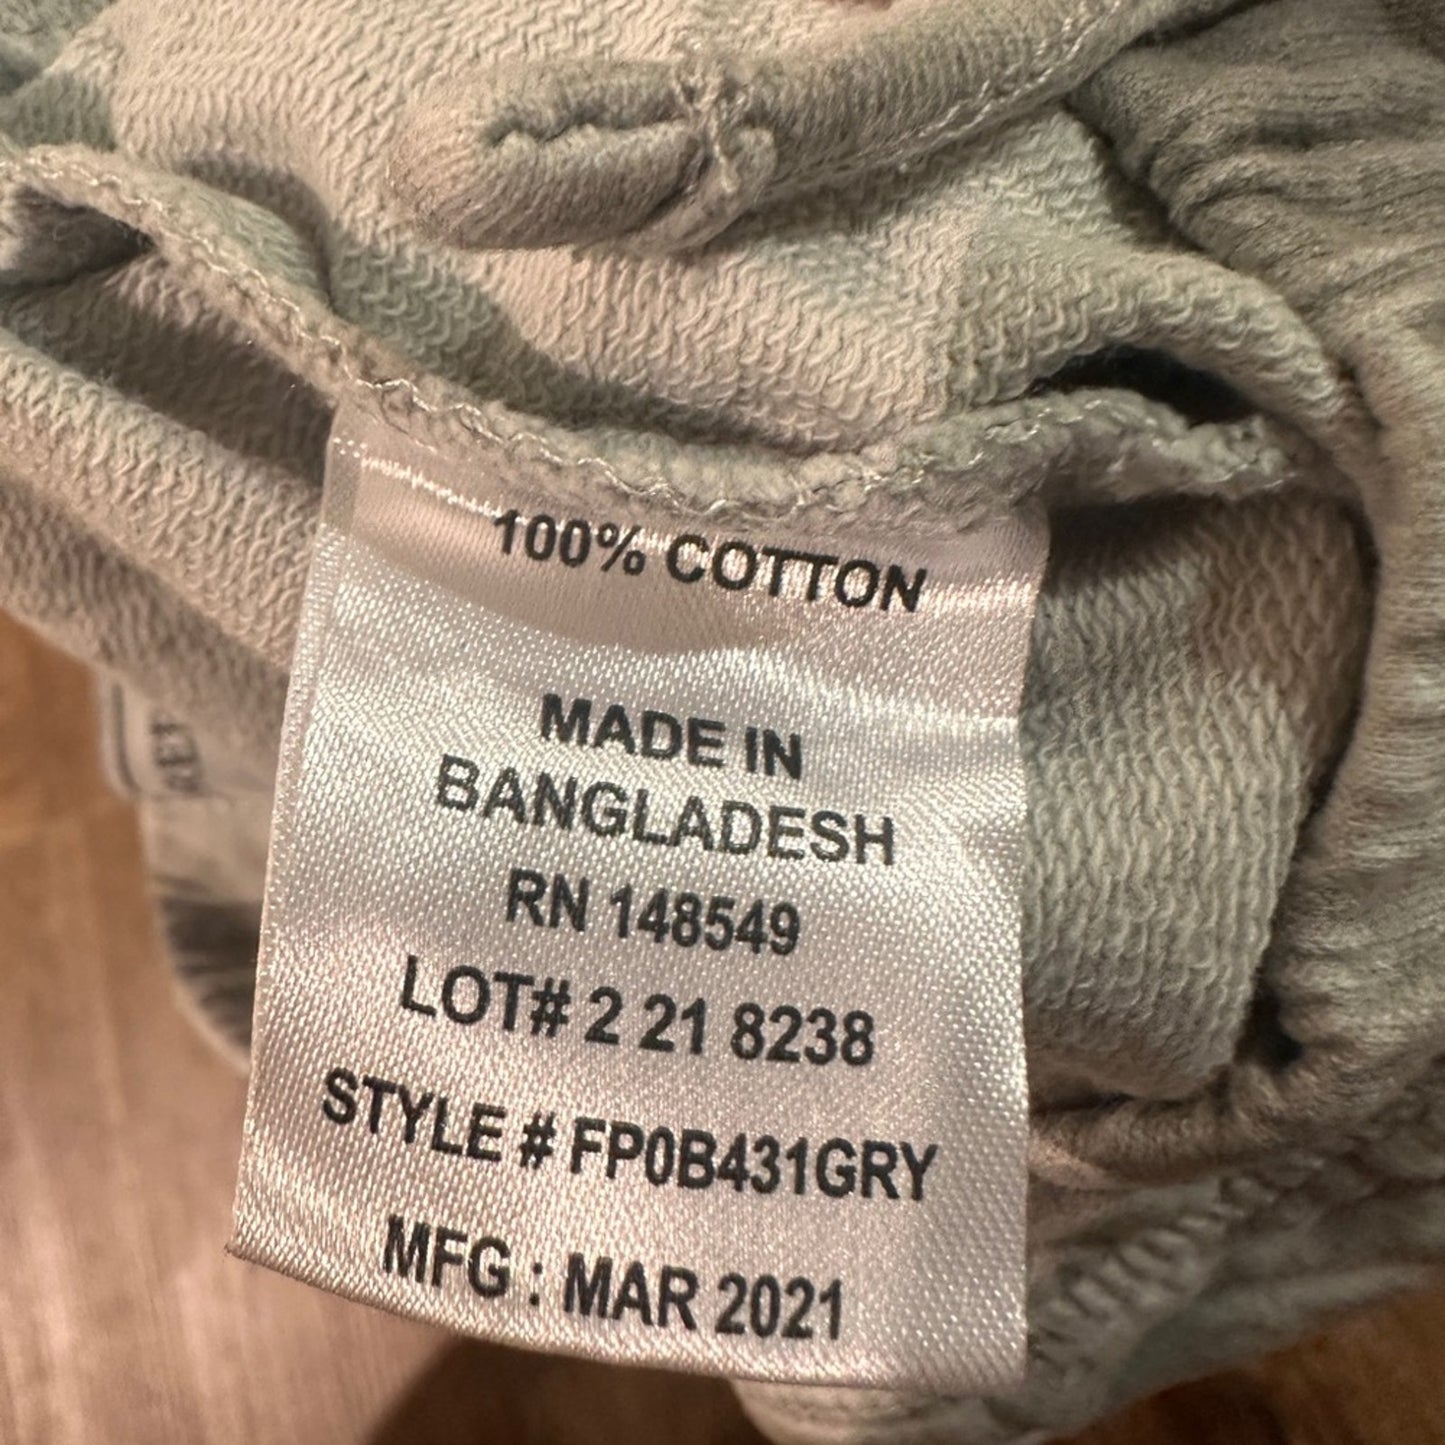 100% COTTON
MADE IN
BANGLADESH
RN 148549
LOT# 2 21 8238
STYLE # FP0B431GRY
MFG : MAR 2021